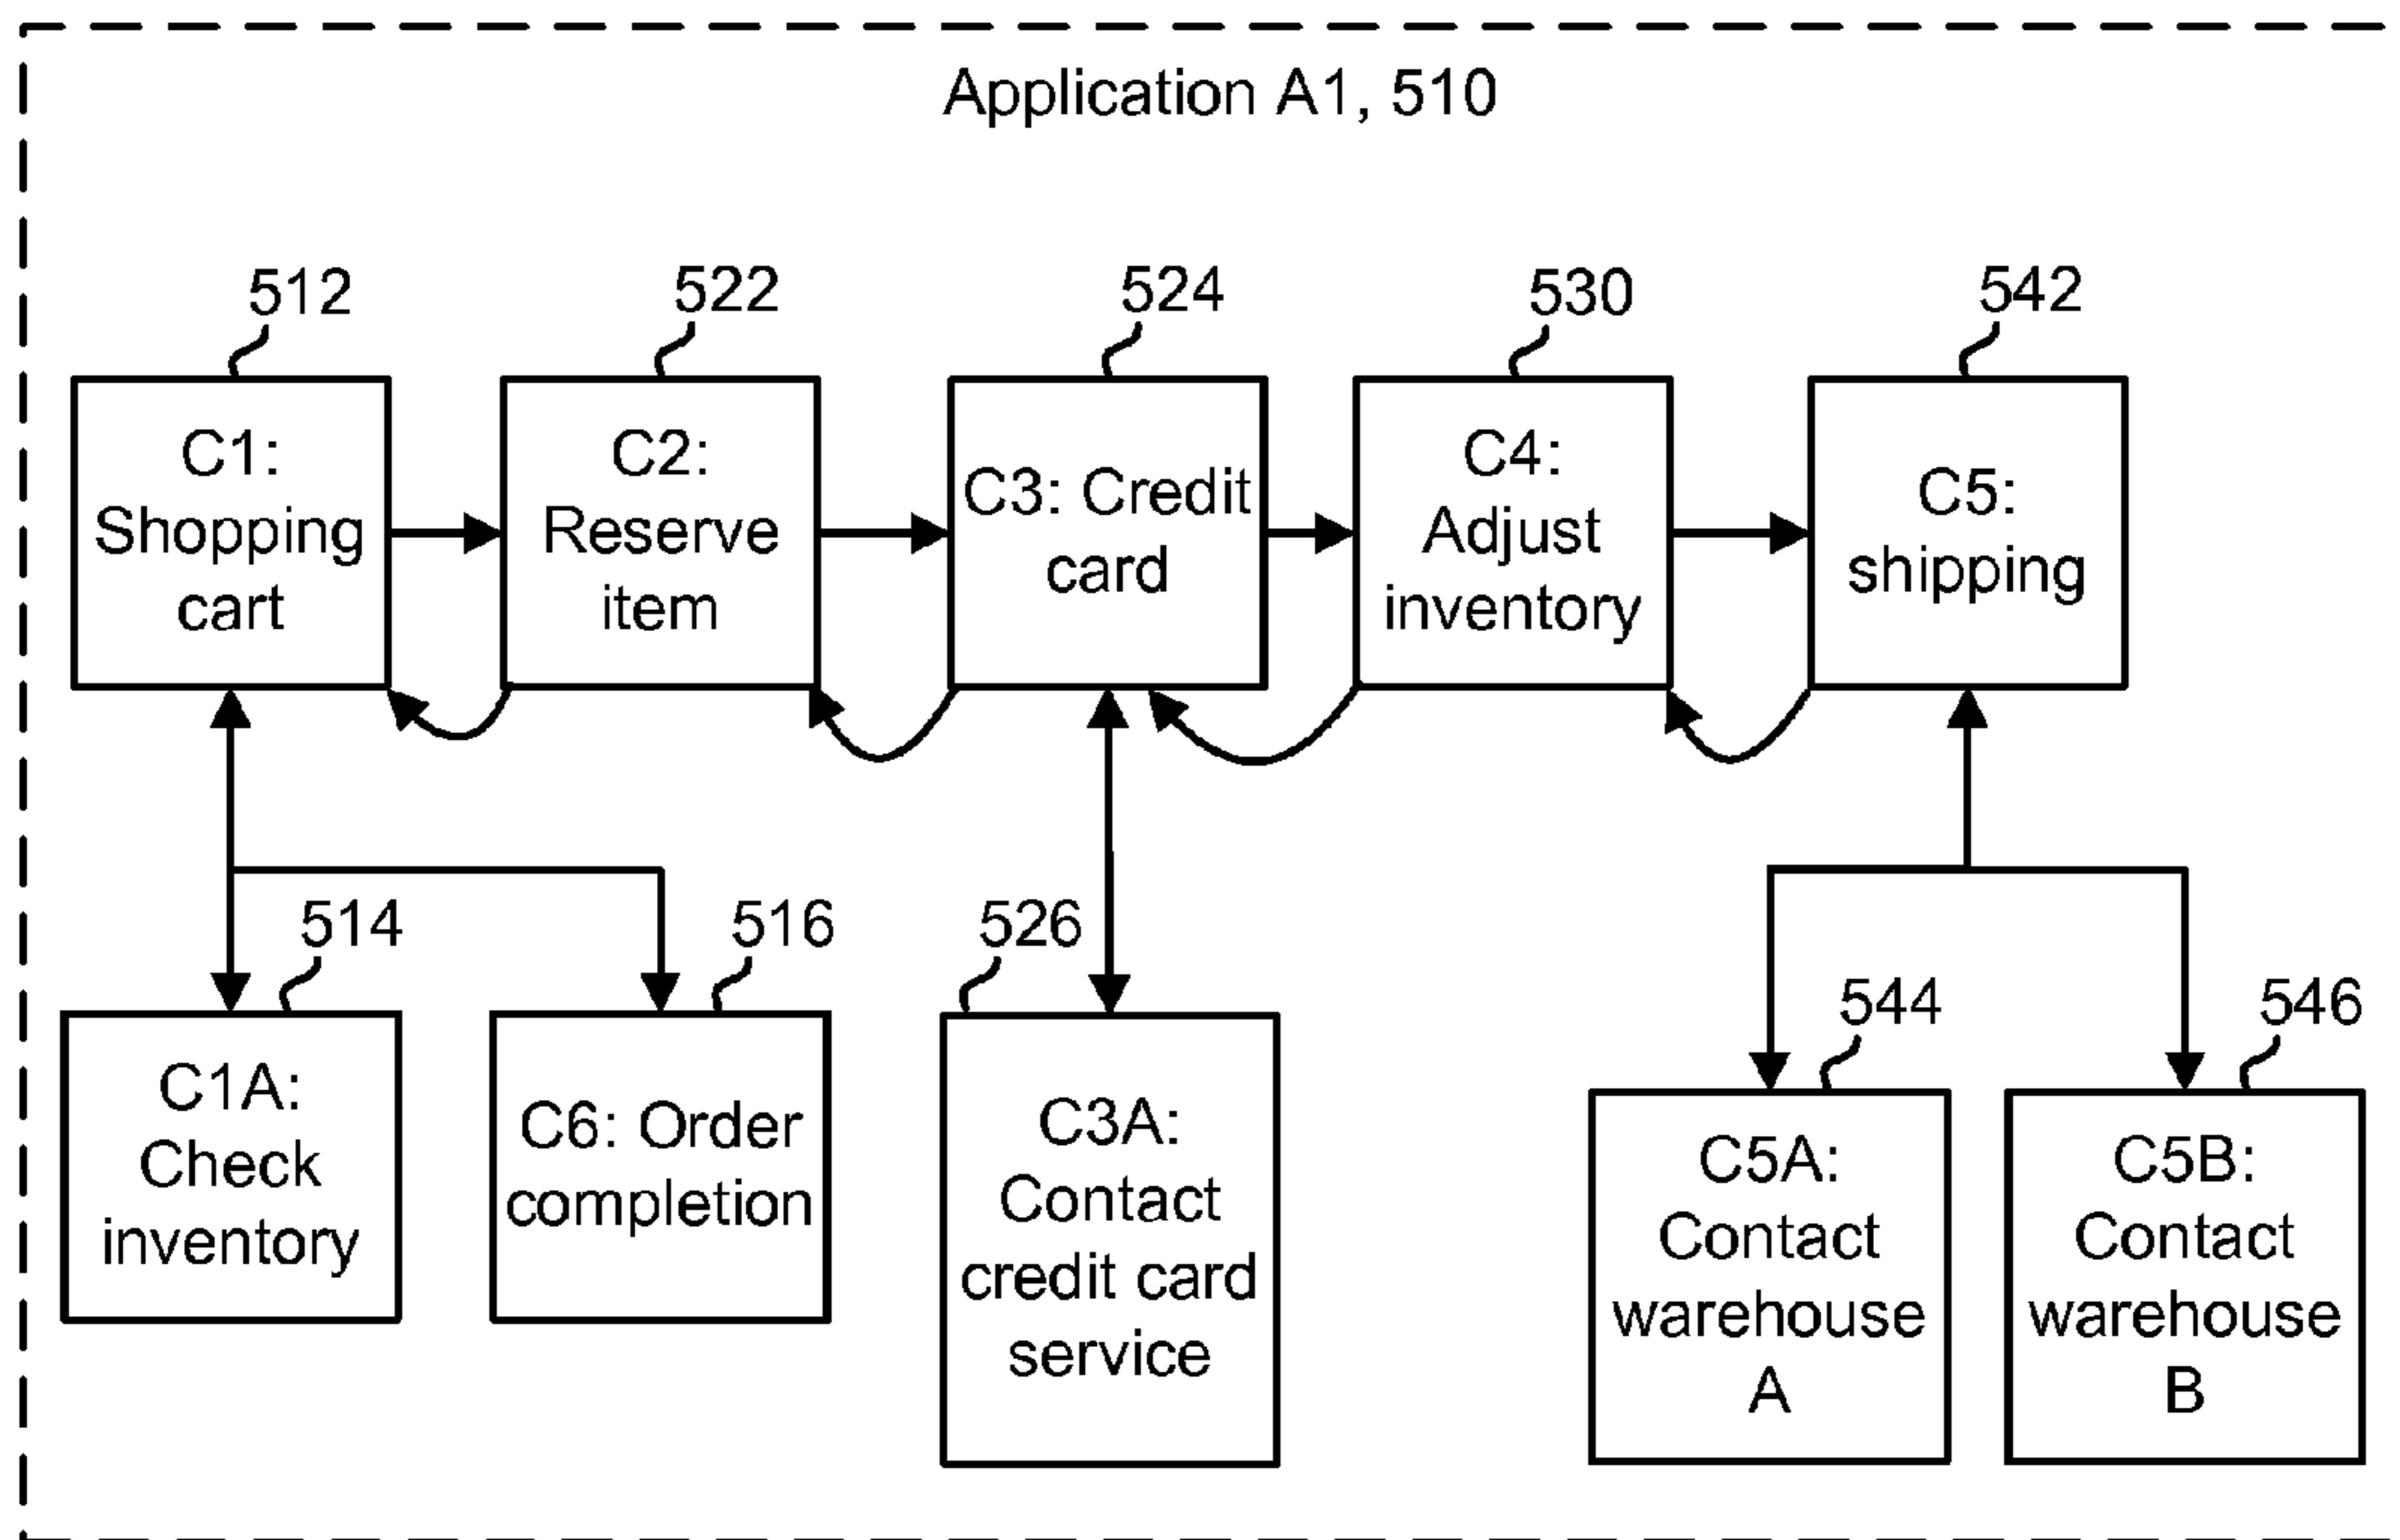 Application A1, 510
512
522
524
530
542
C1:
Shopping
cart
C2:
Reserve
item
C3: Credit
card
C4:
Adjust
inventory
C5:
shipping
514
516
526
544
546
C1A:
Check
inventory
C6: Order
completion
C3A:
Contact
credit card
service
C5A:
Contact
warehouse
A
C5B:
Contact
warehouse
B